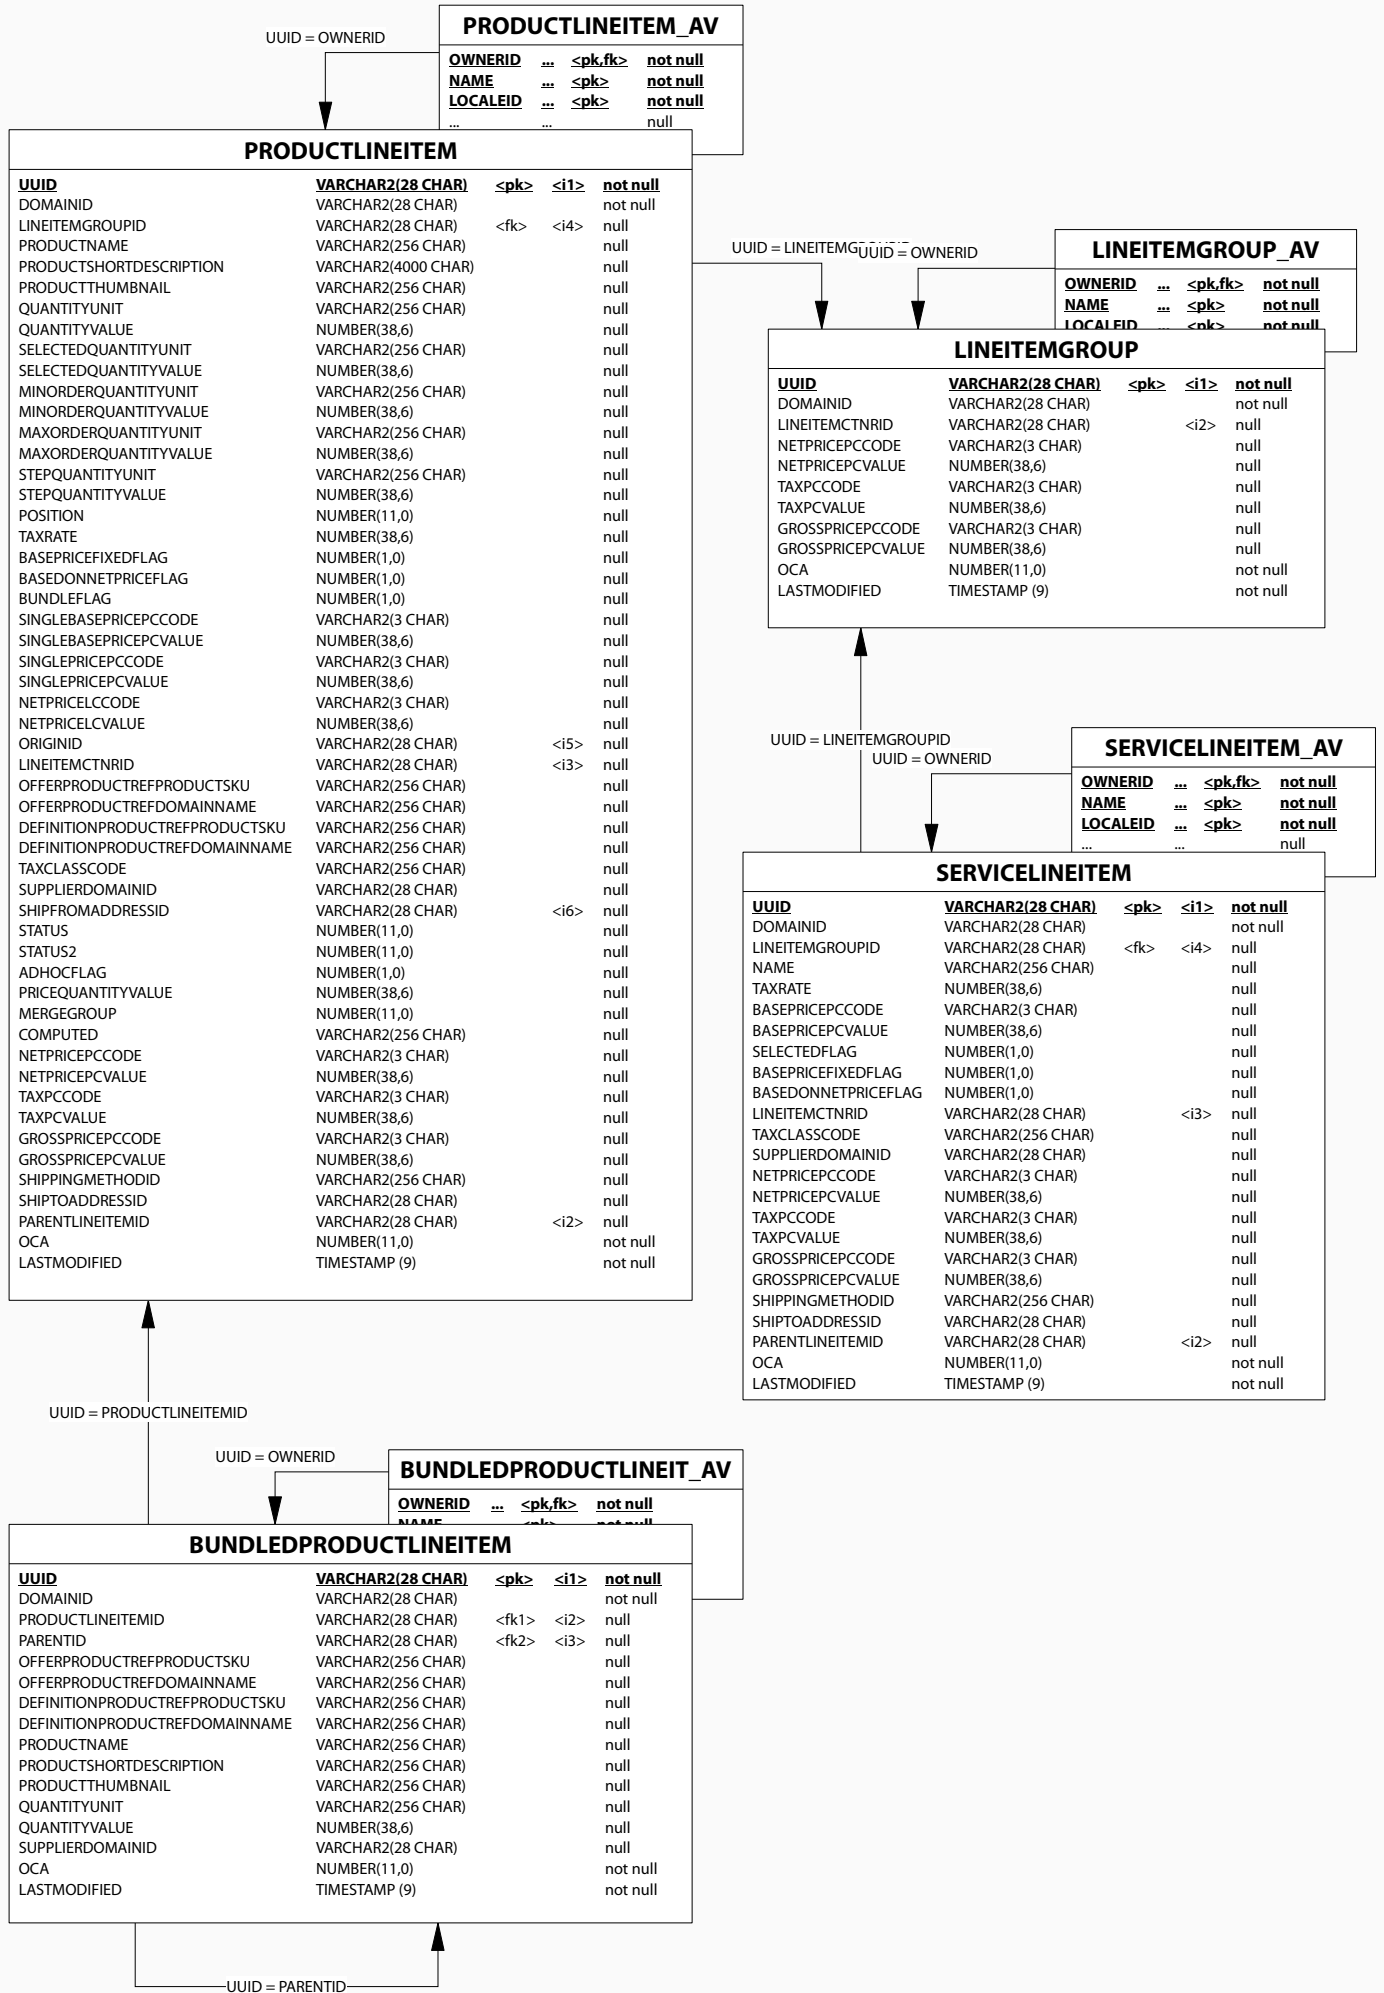 PRODUCTLINEITEM_AV
UUID = OWNERID
OWNERID ... <pk,fk> not null
NAME ... <pk> not null
LOCALEID ... <pk> not null
... ... null
PRODUCTLINEITEM
UUID VARCHAR2(28 CHAR) <pk> <i1> not null
DOMAINID VARCHAR2(28 CHAR) not null
LINEITEMGROUPID VARCHAR2(28 CHAR) <fk> <i4> null
PRODUCTNAME VARCHAR2(256 CHAR) null
PRODUCTSHORTDESCRIPTION VARCHAR2(4000 CHAR) null
PRODUCTTHUMBNAIL VARCHAR2(256 CHAR) null
QUANTITYUNIT VARCHAR2(256 CHAR) null
QUANTITYVALUE NUMBER(38,6) null
SELECTEDQUANTITYUNIT VARCHAR2(256 CHAR) null
SELECTEDQUANTITYVALUE NUMBER(38,6) null
MINORDERQUANTITYUNIT VARCHAR2(256 CHAR) null
MINORDERQUANTITYVALUE NUMBER(38,6) null
MAXORDERQUANTITYUNIT VARCHAR2(256 CHAR) null
MAXORDERQUANTITYVALUE NUMBER(38,6) null
STEPQUANTITYUNIT VARCHAR2(256 CHAR) null
STEPQUANTITYVALUE NUMBER(38,6) null
POSITION NUMBER(11,0) null
TAXRATE NUMBER(38,6) null
BASEPRICEFIXEDFLAG NUMBER(1,0) null
BASEDONNETPRICEFLAG NUMBER(1,0) null
BUNDLEFLAG NUMBER(1,0) null
SINGLEBASEPRICEPCCODE VARCHAR2(3 CHAR) null
SINGLEBASEPRICEPCVALUE NUMBER(38,6) null
SINGLEPRICEPCCODE VARCHAR2(3 CHAR) null
SINGLEPRICEPCVALUE NUMBER(38,6) null
NETPRICELCCODE VARCHAR2(3 CHAR) null
NETPRICELCVALUE NUMBER(38,6) null
ORIGINID VARCHAR2(28 CHAR) <i5> null
LINEITEMCTNRID VARCHAR2(28 CHAR) <i3> null
OFFERPRODUCTREFPRODUCTSKU VARCHAR2(256 CHAR) null
OFFERPRODUCTREFDOMAINNAME VARCHAR2(256 CHAR) null
DEFINITIONPRODUCTREFPRODUCTSKU VARCHAR2(256 CHAR) null
DEFINITIONPRODUCTREFDOMAINNAME VARCHAR2(256 CHAR) null
TAXCLASSCODE VARCHAR2(256 CHAR) null
SUPPLIERDOMAINID VARCHAR2(28 CHAR) null
SHIPFROMADDRESSID VARCHAR2(28 CHAR) <i6> null
STATUS NUMBER(11,0) null
STATUS2 NUMBER(11,0) null
ADHOCFLAG NUMBER(1,0) null
PRICEQUANTITYVALUE NUMBER(38,6) null
MERGEGROUP NUMBER(11,0) null
COMPUTED VARCHAR2(256 CHAR) null
NETPRICEPCCODE VARCHAR2(3 CHAR) null
NETPRICEPCVALUE NUMBER(38,6) null
TAXPCCODE VARCHAR2(3 CHAR) null
TAXPCVALUE NUMBER(38,6) null
GROSSPRICEPCCODE VARCHAR2(3 CHAR) null
GROSSPRICEPCVALUE NUMBER(38,6) null
SHIPPINGMETHODID VARCHAR2(256 CHAR) null
SHIPTOADDRESSID VARCHAR2(28 CHAR) null
PARENTLINEITEMID VARCHAR2(28 CHAR) <i2> null
OCA NUMBER(11,0) not null
LASTMODIFIED TIMESTAMP (9) not null
UUID = LINEITEMGROUPID
UUID = OWNERID
LINEITEMGROUP_AV
OWNERID ... <pk,fk> not null
NAME ... <pk> not null
LOCALEID ... <pk> not null
LINEITEMGROUP
UUID VARCHAR2(28 CHAR) <pk> <i1> not null
DOMAINID VARCHAR2(28 CHAR) not null
LINEITEMCTNRID VARCHAR2(28 CHAR) <i2> null
NETPRICEPCCODE VARCHAR2(3 CHAR) null
NETPRICEPCVALUE NUMBER(38,6) null
TAXPCCODE VARCHAR2(3 CHAR) null
TAXPCVALUE NUMBER(38,6) null
GROSSPRICEPCCODE VARCHAR2(3 CHAR) null
GROSSPRICEPCVALUE NUMBER(38,6) null
OCA NUMBER(11,0) not null
LASTMODIFIED TIMESTAMP (9) not null
UUID = LINEITEMGROUPID
UUID = OWNERID
SERVICELINEITEM_AV
OWNERID ... <pk,fk> not null
NAME ... <pk> not null
LOCALEID ... <pk> not null
... ... null
SERVICELINEITEM
UUID VARCHAR2(28 CHAR) <pk> <i1> not null
DOMAINID VARCHAR2(28 CHAR) not null
LINEITEMGROUPID VARCHAR2(28 CHAR) <fk> <i4> null
NAME VARCHAR2(256 CHAR) null
TAXRATE NUMBER(38,6) null
BASEPRICEPCCODE VARCHAR2(3 CHAR) null
BASEPRICEPCVALUE NUMBER(38,6) null
SELECTEDFLAG NUMBER(1,0) null
BASEPRICEFIXEDFLAG NUMBER(1,0) null
BASEDONNETPRICEFLAG NUMBER(1,0) null
LINEITEMCTNRID VARCHAR2(28 CHAR) <i3> null
TAXCLASSCODE VARCHAR2(256 CHAR) null
SUPPLIERDOMAINID VARCHAR2(28 CHAR) null
NETPRICEPCCODE VARCHAR2(3 CHAR) null
NETPRICEPCVALUE NUMBER(38,6) null
TAXPCCODE VARCHAR2(3 CHAR) null
TAXPCVALUE NUMBER(38,6) null
GROSSPRICEPCCODE VARCHAR2(3 CHAR) null
GROSSPRICEPCVALUE NUMBER(38,6) null
SHIPPINGMETHODID VARCHAR2(256 CHAR) null
SHIPTOADDRESSID VARCHAR2(28 CHAR) null
PARENTLINEITEMID VARCHAR2(28 CHAR) <i2> null
OCA NUMBER(11,0) not null
LASTMODIFIED TIMESTAMP (9) not null
UUID = PRODUCTLINEITEMID
UUID = OWNERID
BUNDLEDPRODUCTLINEIT_AV
OWNERID ... <pk,fk> not null
NAME ... <pk> not null
BUNDLEDPRODUCTLINEITEM
UUID VARCHAR2(28 CHAR) <pk> <i1> not null
DOMAINID VARCHAR2(28 CHAR) not null
PRODUCTLINEITEMID VARCHAR2(28 CHAR) <fk1> <i2> null
PARENTID VARCHAR2(28 CHAR) <fk2> <i3> null
OFFERPRODUCTREFPRODUCTSKU VARCHAR2(256 CHAR) null
OFFERPRODUCTREFDOMAINNAME VARCHAR2(256 CHAR) null
DEFINITIONPRODUCTREFPRODUCTSKU VARCHAR2(256 CHAR) null
DEFINITIONPRODUCTREFDOMAINNAME VARCHAR2(256 CHAR) null
PRODUCTNAME VARCHAR2(256 CHAR) null
PRODUCTSHORTDESCRIPTION VARCHAR2(256 CHAR) null
PRODUCTTHUMBNAIL VARCHAR2(256 CHAR) null
QUANTITYUNIT VARCHAR2(256 CHAR) null
QUANTITYVALUE NUMBER(38,6) null
SUPPLIERDOMAINID VARCHAR2(28 CHAR) null
OCA NUMBER(11,0) not null
LASTMODIFIED TIMESTAMP (9) not null
UUID = PARENTID